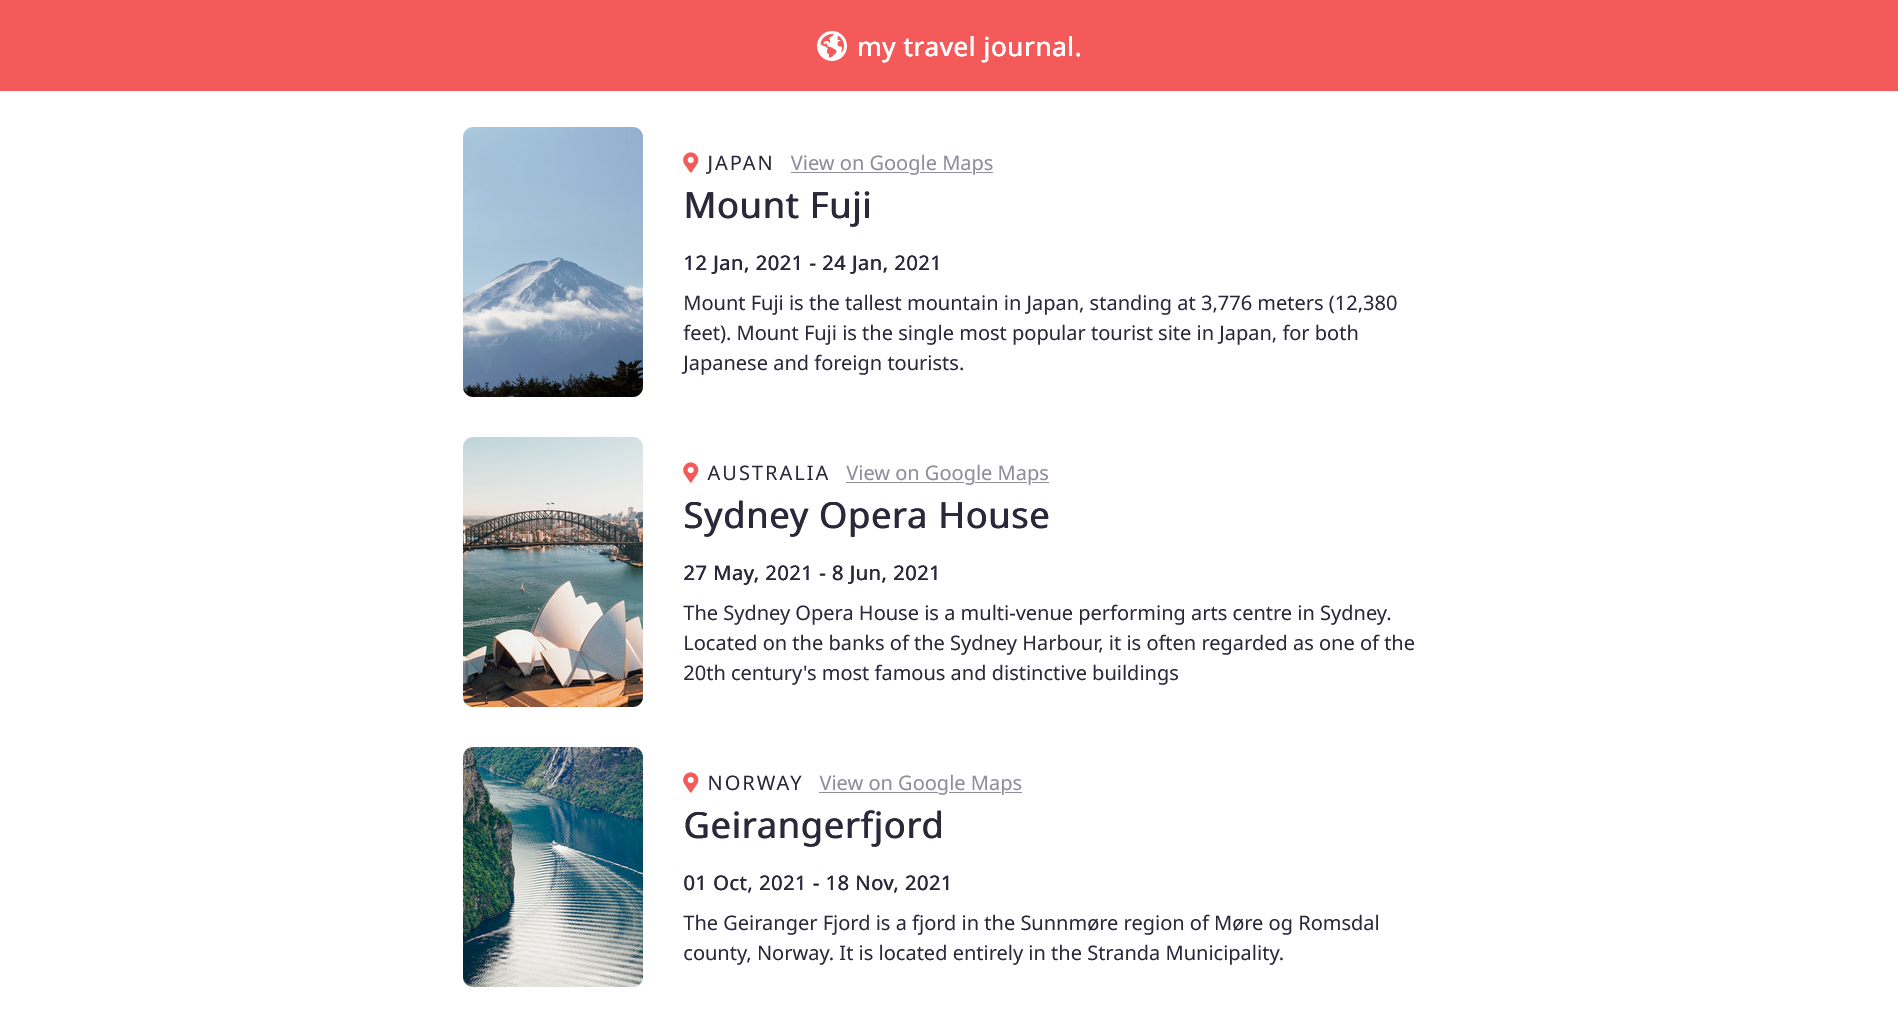 my travel journal.
JAPAN View on Google Maps
Mount Fuji
12 Jan, 2021 - 24 Jan, 2021
Mount Fuji is the tallest mountain in Japan, standing at 3,776 meters (12,380
feet). Mount Fuji is the single most popular tourist site in Japan, for both
Japanese and foreign tourists.
AUSTRALIA View on Google Maps
Sydney Opera House
27 May, 2021 - 8 Jun, 2021
The Sydney Opera House is a multi-venue performing arts centre in Sydney.
Located on the banks of the Sydney Harbour, it is often regarded as one of the
20th century's most famous and distinctive buildings
NORWAY View on Google Maps
Geirangerfjord
01 Oct, 2021 - 18 Nov, 2021
The Geiranger Fjord is a fjord in the Sunnmøre region of Møre og Romsdal
county, Norway. It is located entirely in the Stranda Municipality.